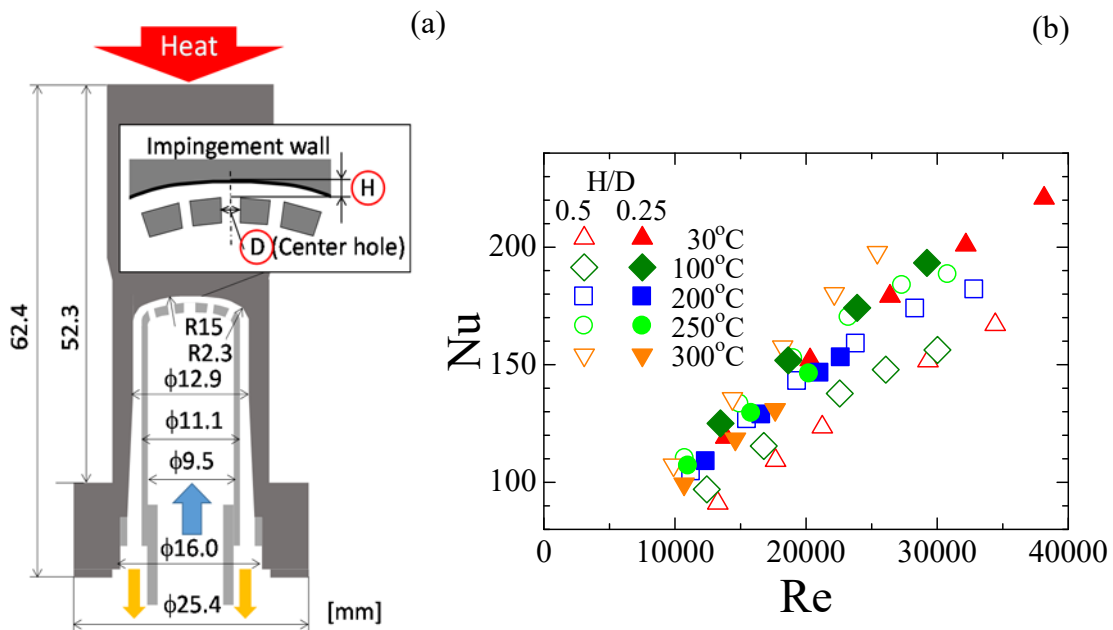 (a)
Heat
Impingement wall
H
D (Center hole)
62.4
52.3
R15
R2.3
ϕ12.9
ϕ11.1
ϕ9.5
ϕ16.0
ϕ25.4
[mm]
(b)
Nu
200
150
100
H/D
0.5 0.25
30°C
100°C
200°C
250°C
300°C
0 10000 20000 30000 40000
Re